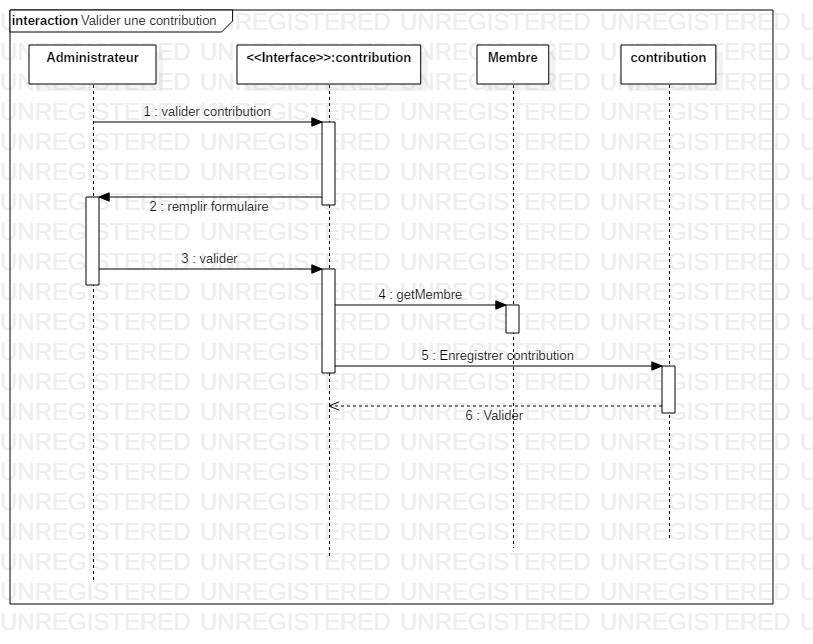 interaction Valider une contribution
Administrateur
<<Interface>>:contribution
Membre
contribution
1 : valider contribution
2 : remplir formulaire
3 : valider
4 : getMembre
5 : Enregistrer contribution
6 : Valider
UNREGISTERED